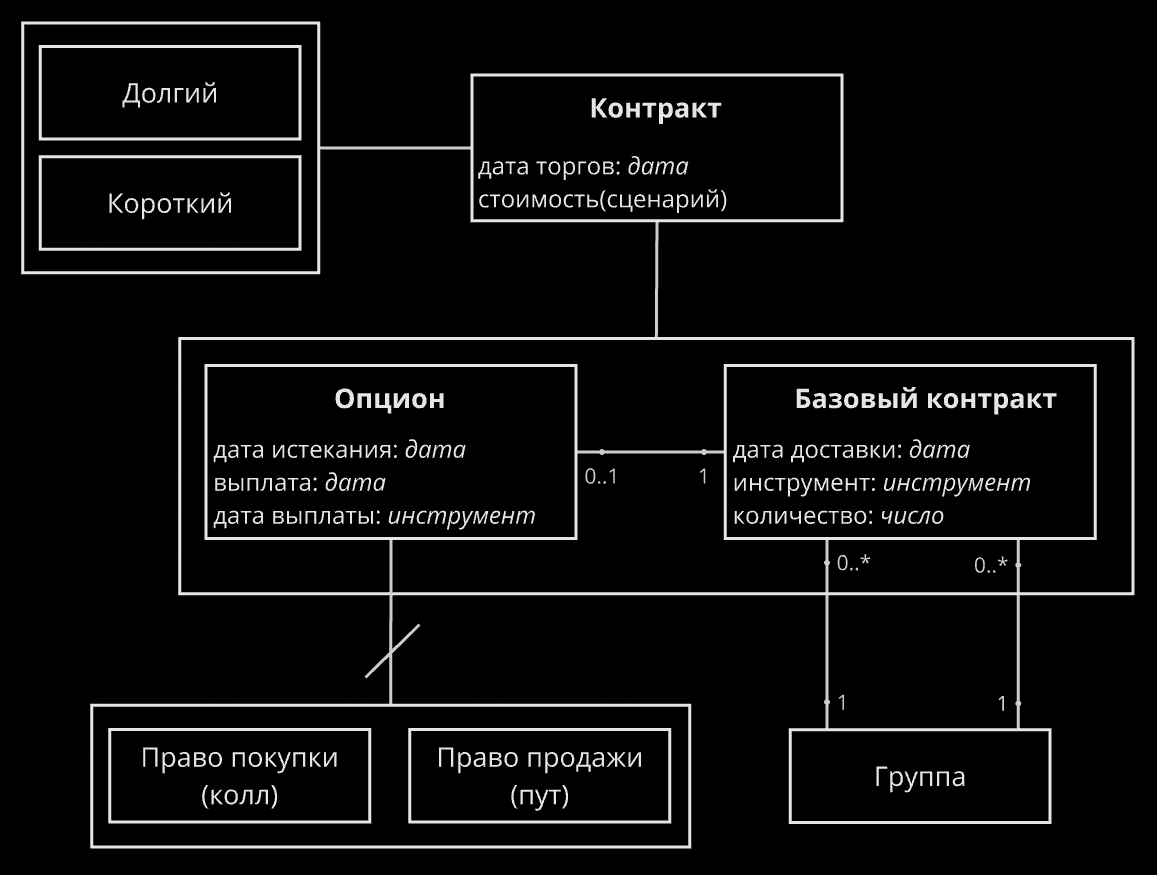 Долгий
Короткий
Контракт
дата торгов: дата
стоимость(сценарий)
Опцион
дата истекания: дата
выплата: дата
дата выплаты: инструмент
0..1
1
Базовый контракт
дата доставки: дата
инструмент: инструмент
количество: число
0..*
0..*
1
1
Право покупки
(колл)
Право продажи
(пут)
Группа